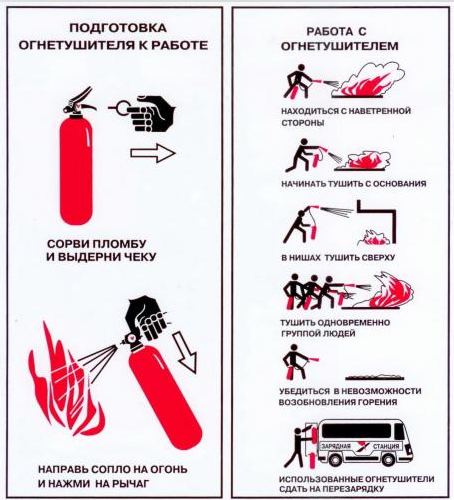 ПОДГОТОВКА
ОГНЕТУШИТЕЛЯ К РАБОТЕ
СОРВИ ПЛОМБУ
И ВЫДЕРНИ ЧЕКУ
НАПРАВЬ СОПЛО НА ОГОНЬ
И НАЖМИ НА РЫЧАГ
РАБОТА С
ОГНЕТУШИТЕЛЕМ
НАХОДИТЬСЯ С НАВЕТРЕННОЙ
СТОРОНЫ
НАЧИНАТЬ ТУШИТЬ С ОСНОВАНИЯ
В НИШАХ ТУШИТЬ СВЕРХУ
ТУШИТЬ ОДНОВРЕМЕННО
ГРУППОЙ ЛЮДЕЙ
УБЕДИТЬСЯ В НЕВОЗМОЖНОСТИ
ВОЗОБНОВЛЕНИЯ ГОРЕНИЯ
ЗАРЯДНАЯ СТАНЦИЯ
ИСПОЛЬЗОВАННЫЕ ОГНЕТУШИТЕЛИ
СДАТЬ НА ПЕРЕЗАРЯДКУ